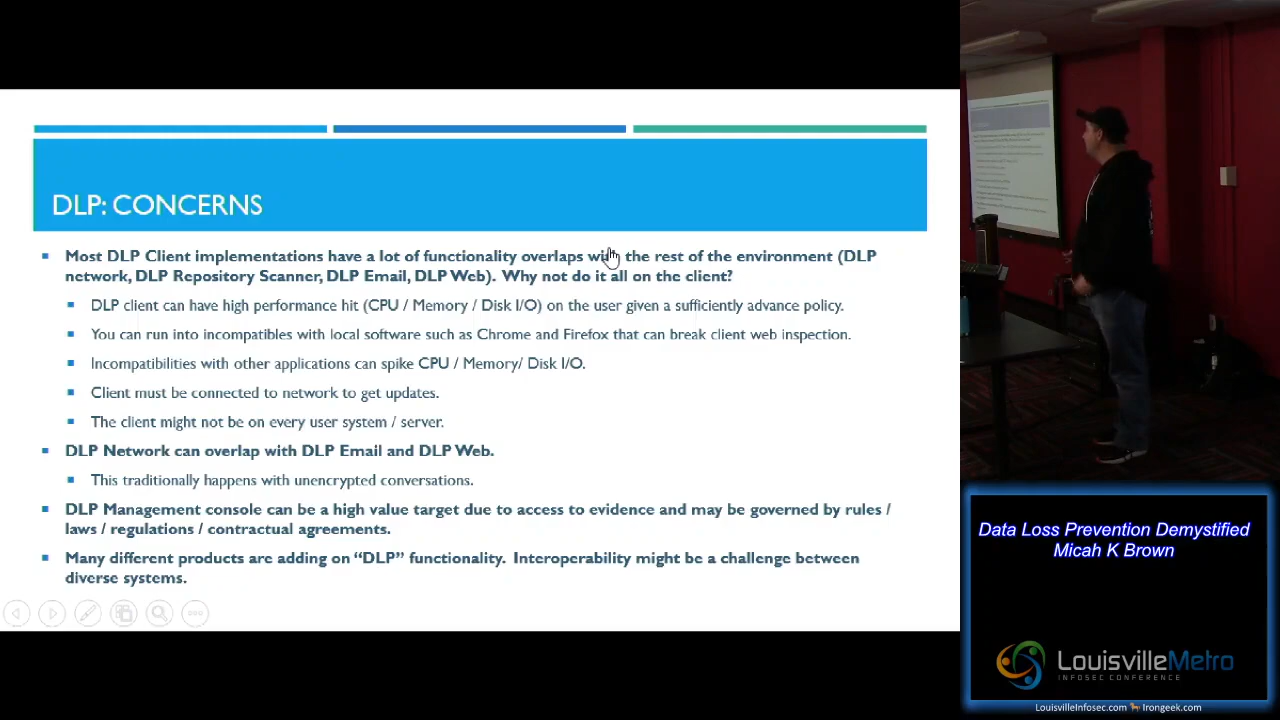 DLP: CONCERNS
Most DLP Client implementations have a lot of functionality overlaps with the rest of the environment (DLP
network, DLP Repository Scanner, DLP Email, DLP Web).  Why not do it all on the client?
DLP client can have high performance hit (CPU / Memory / Disk I/O) on the user given a sufficiently advance policy.
You can run into incompatibles with local software such as Chrome and Firefox that can break client web inspection.
Incompatibilities with other applications can spike CPU / Memory/ Disk I/O.
Client must be connected to network to get updates.
The client might not be on every user system / server.
DLP Network can overlap with DLP Email and DLP Web.
This traditionally happens with unencrypted conversations.
DLP Management console can be a high value target due to access to evidence and may be governed by rules /
laws / regulations / contractual agreements.
Many different products are adding on “DLP” functionality.  Interoperability might be a challenge between
diverse systems.
Data Loss Prevention Demystified
Micah K Brown
LouisvilleMetro
INFOSEC CONFERENCE
LouisvilleInfosec.com Irongeek.com